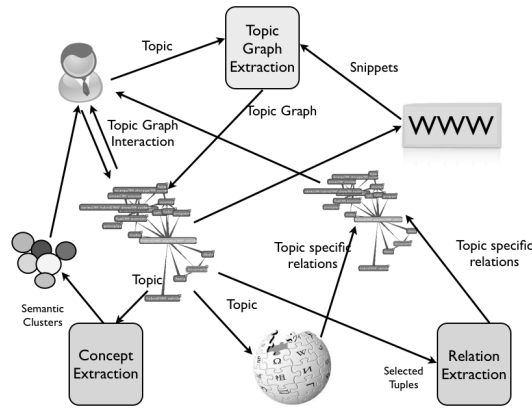 Topic
Topic
Graph
Extraction
Snippets
Topic Graph
WWW
Topic Graph
Interaction
Topic specific
relations
Topic specific
relations
Topic
Topic
Semantic
Clusters
Concept
Extraction
Selected
Tuples
Relation
Extraction